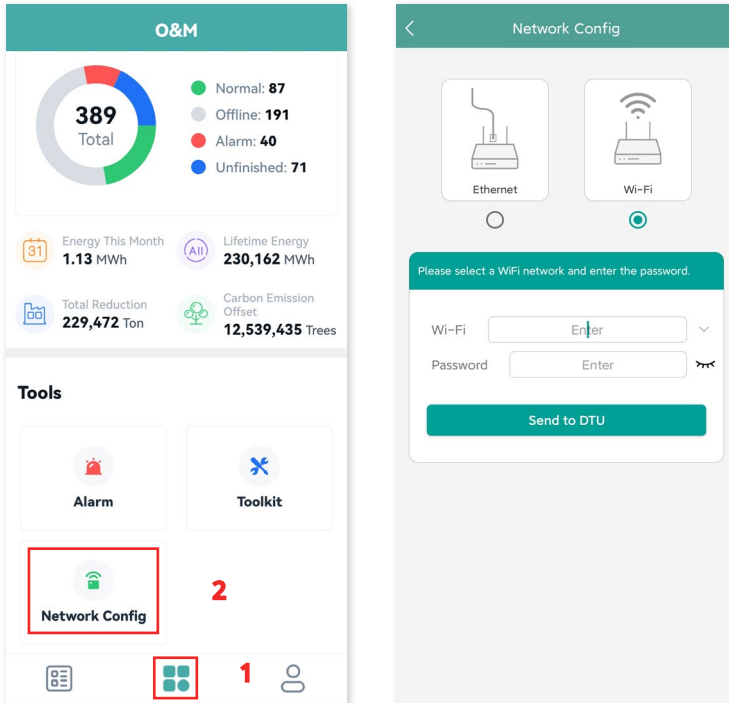 O&M
389
Total
Normal: 87
Offline: 191
Alarm: 40
Unfinished: 71
31
Energy This Month
1.13 MWh
All
Lifetime Energy
230,162 MWh
Total Reduction
229,472 Ton
Carbon Emission
Offset
12,539,435 Trees
Tools
Alarm
Toolkit
Network Config
2
1
Network Config
Ethernet
Wi-Fi
Please select a WiFi network and enter the password.
Wi-Fi
Enter
Password
Enter
Send to DTU